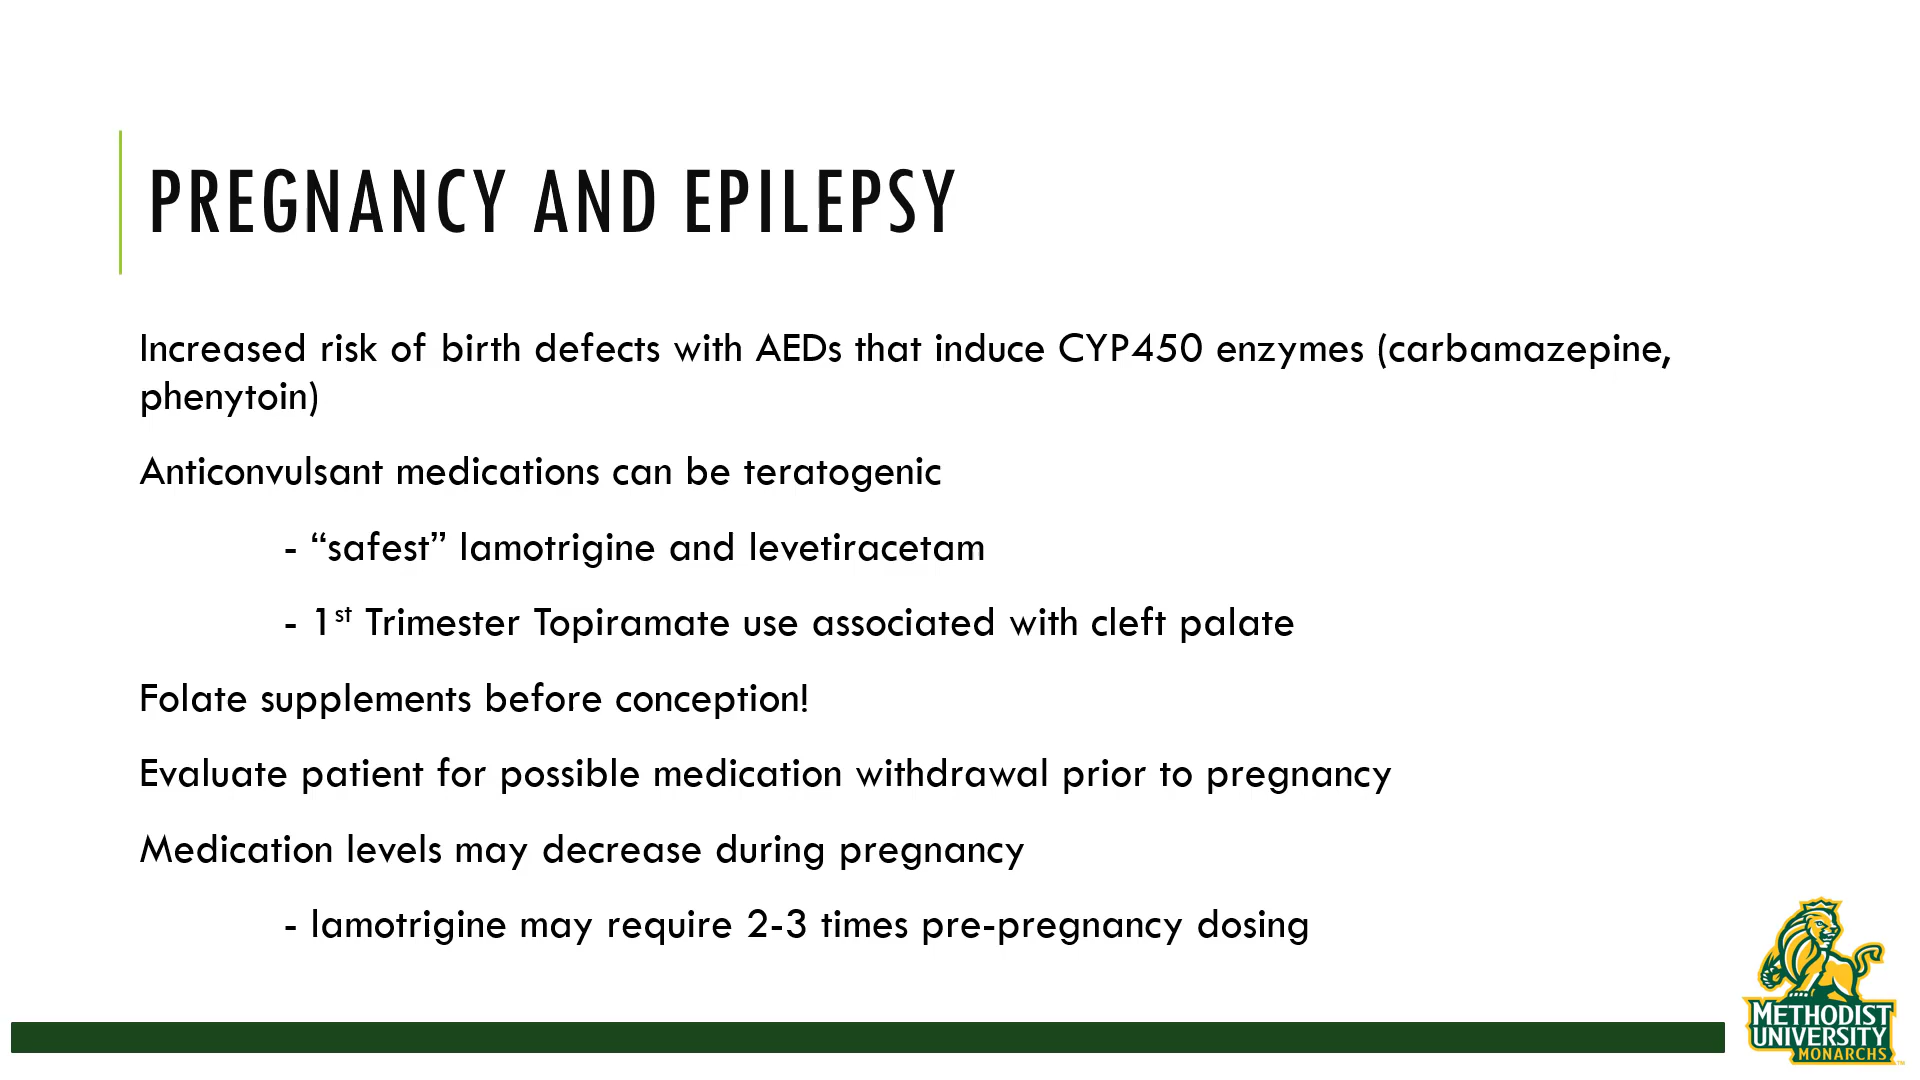 PREGNANCY AND EPILEPSY
Increased risk of birth defects with AEDs that induce CYP450 enzymes (carbamazepine,
phenytoin)
Anticonvulsant medications can be teratogenic
- “safest” lamotrigine and levetiracetam
- 1st Trimester Topiramate use associated with cleft palate
Folate supplements before conception!
Evaluate patient for possible medication withdrawal prior to pregnancy
Medication levels may decrease during pregnancy
- lamotrigine may require 2-3 times pre-pregnancy dosing
METHODIST
UNIVERSITY
MONARCHS